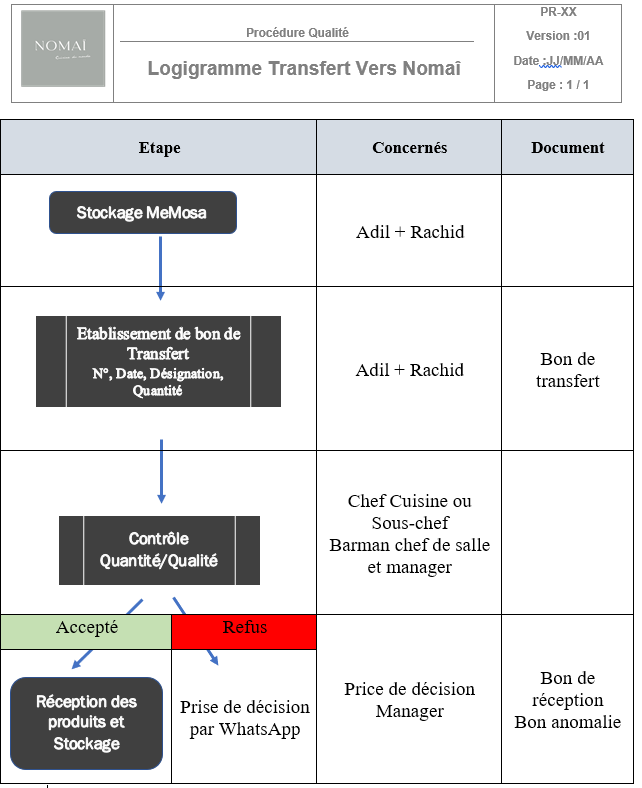 NOMAÎ
Procédure Qualité
Logigramme Transfert Vers Nomaî
PR-XX
Version :01
Date :JJ/MM/AA
Page : 1 / 1
Etape
Concernés
Document
Stockage MeMosa
Adil + Rachid
Etablissement de bon de
Transfert
N°, Date, Désignation,
Quantité
Adil + Rachid
Bon de
transfert
Contrôle
Quantité/Qualité
Chef Cuisine ou
Sous-chef
Barman chef de salle
et manager
Accepté
Refus
Réception des
produits et
Stockage
Prise de décision
par WhatsApp
Price de décision
Manager
Bon de
réception
Bon anomalie